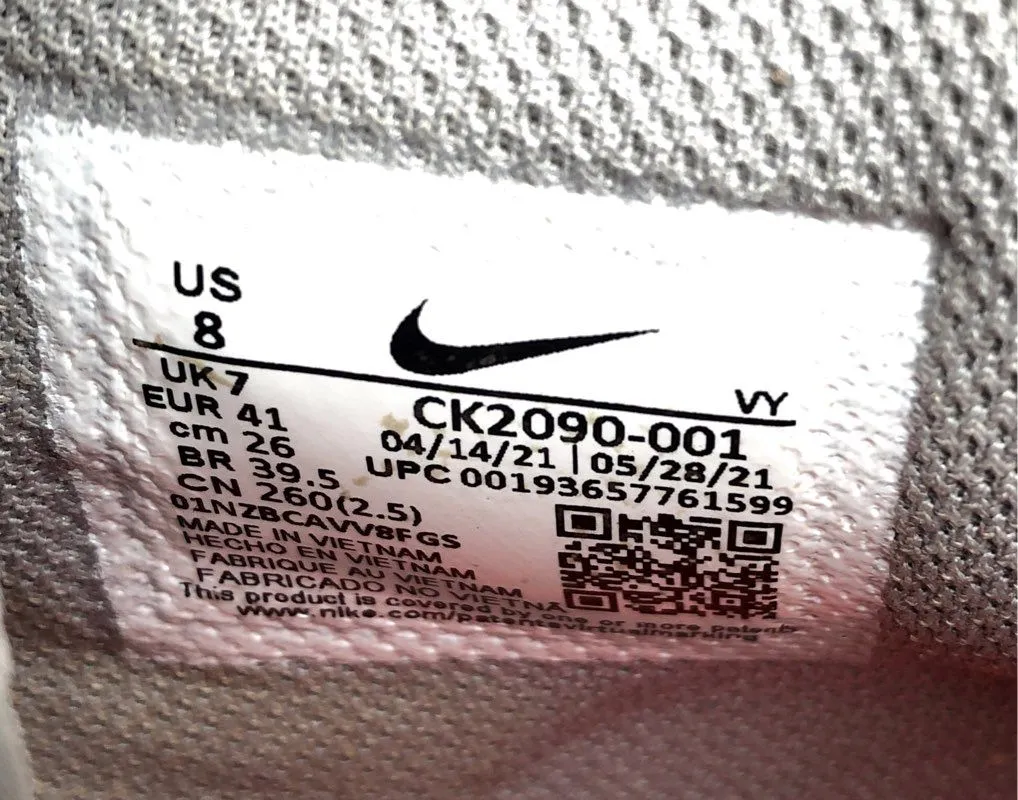 US
8
VY
UK 7
EUR 41
cm 26
BR 39.5
CN 260(2.5)
CK2090-001
04/14/21 | 05/28/21
UPC 00193657761599
01NZBCAVV8FGS
MADE IN VIETNAM
HECHO EN VIETNAM
FABRIQUE AU VIETNAM
FABRICADO NO VIETNÃ
This product is covered by one or more patents
www.nike.com/patentsvirtualmarking